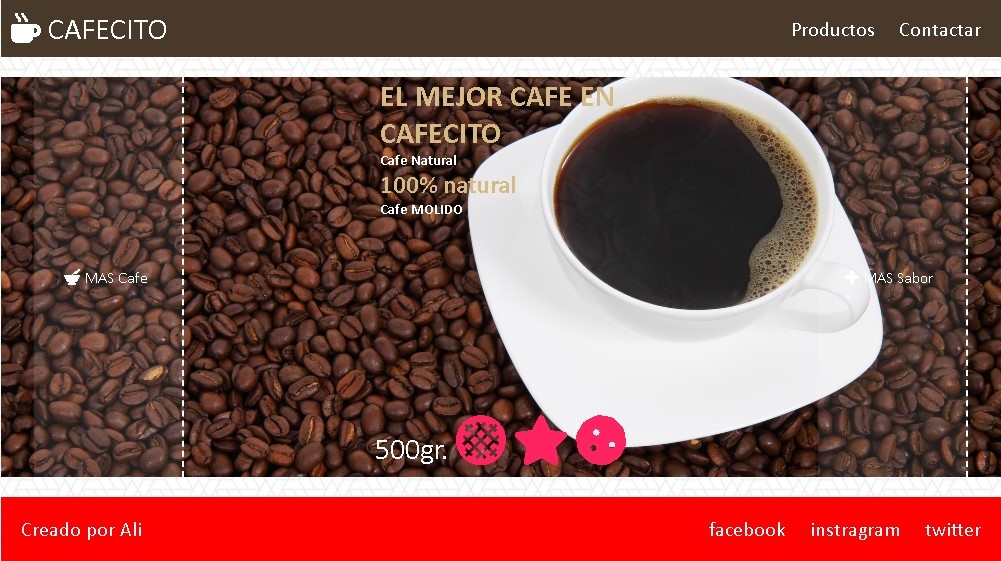 CAFECITO
Productos Contactar
EL MEJOR CAFE EN
CAFECITO
Cafe Natural
100% natural
Cafe MOLIDO
MAS Cafe
MAS Sabor
500gr.
Creado por Ali
facebook instragram twitter